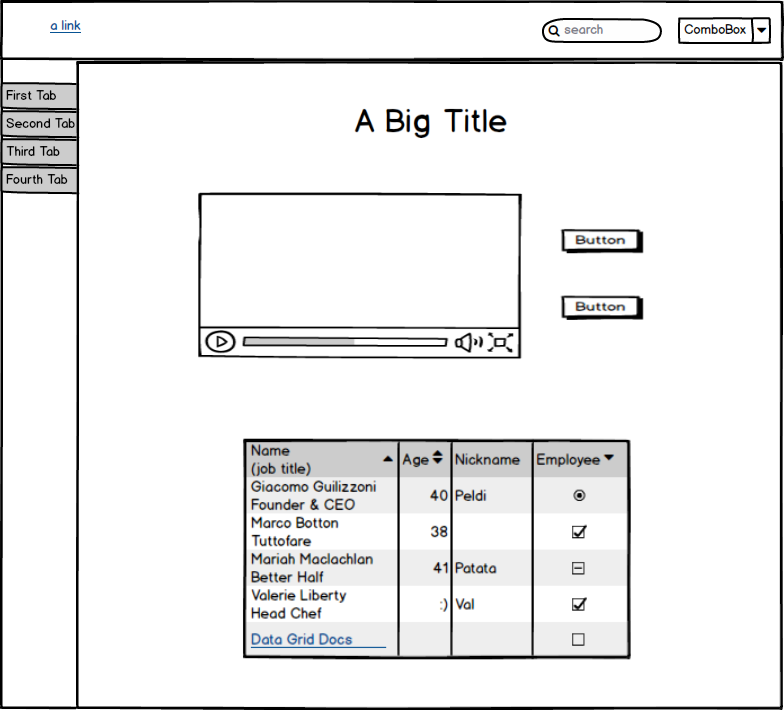 a link
search
ComboBox
First Tab
Second Tab
Third Tab
Fourth Tab
A Big Title
Button
Button
Name
(job title)
Age
Nickname
Employee
Giacomo Guilizzoni
Founder & CEO
40
Peldi
Marco Botton
Tuttofare
38
Mariah Maclachlan
Better Half
41
Patata
Valerie Liberty
Head Chef
:)
Val
Data Grid Docs